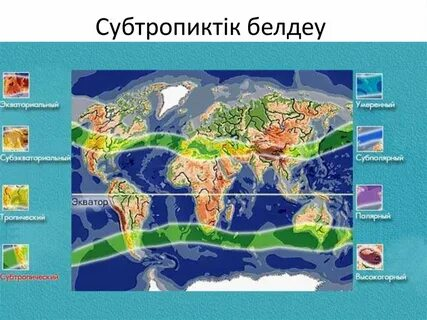 Субтропиктік белдеу
Экваториальный
Субэкваториальный
Тропический
Субтропический
Экватор
Умеренный
Субполярный
Полярный
Высокогорный